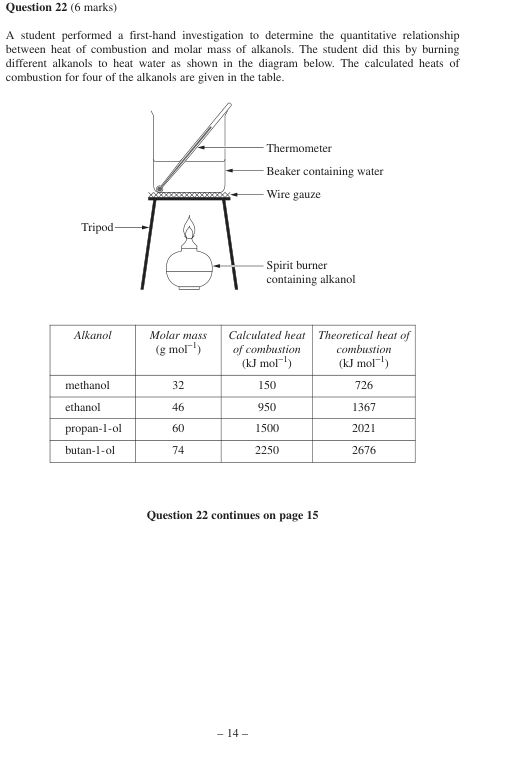 Question 22 (6 marks)
A student performed a first-hand investigation to determine the quantitative relationship
between heat of combustion and molar mass of alkanols. The student did this by burning
different alkanols to heat water as shown in the diagram below. The calculated heats of
combustion for four of the alkanols are given in the table.
Thermometer
Beaker containing water
Wire gauze
Tripod
Spirit burner
containing alkanol
Alkanol Molar mass (g mol⁻¹) Calculated heat of combustion (kJ mol⁻¹) Theoretical heat of combustion (kJ mol⁻¹)
methanol 32 150 726
ethanol 46 950 1367
propan-1-ol 60 1500 2021
butan-1-ol 74 2250 2676
Question 22 continues on page 15
– 14 –